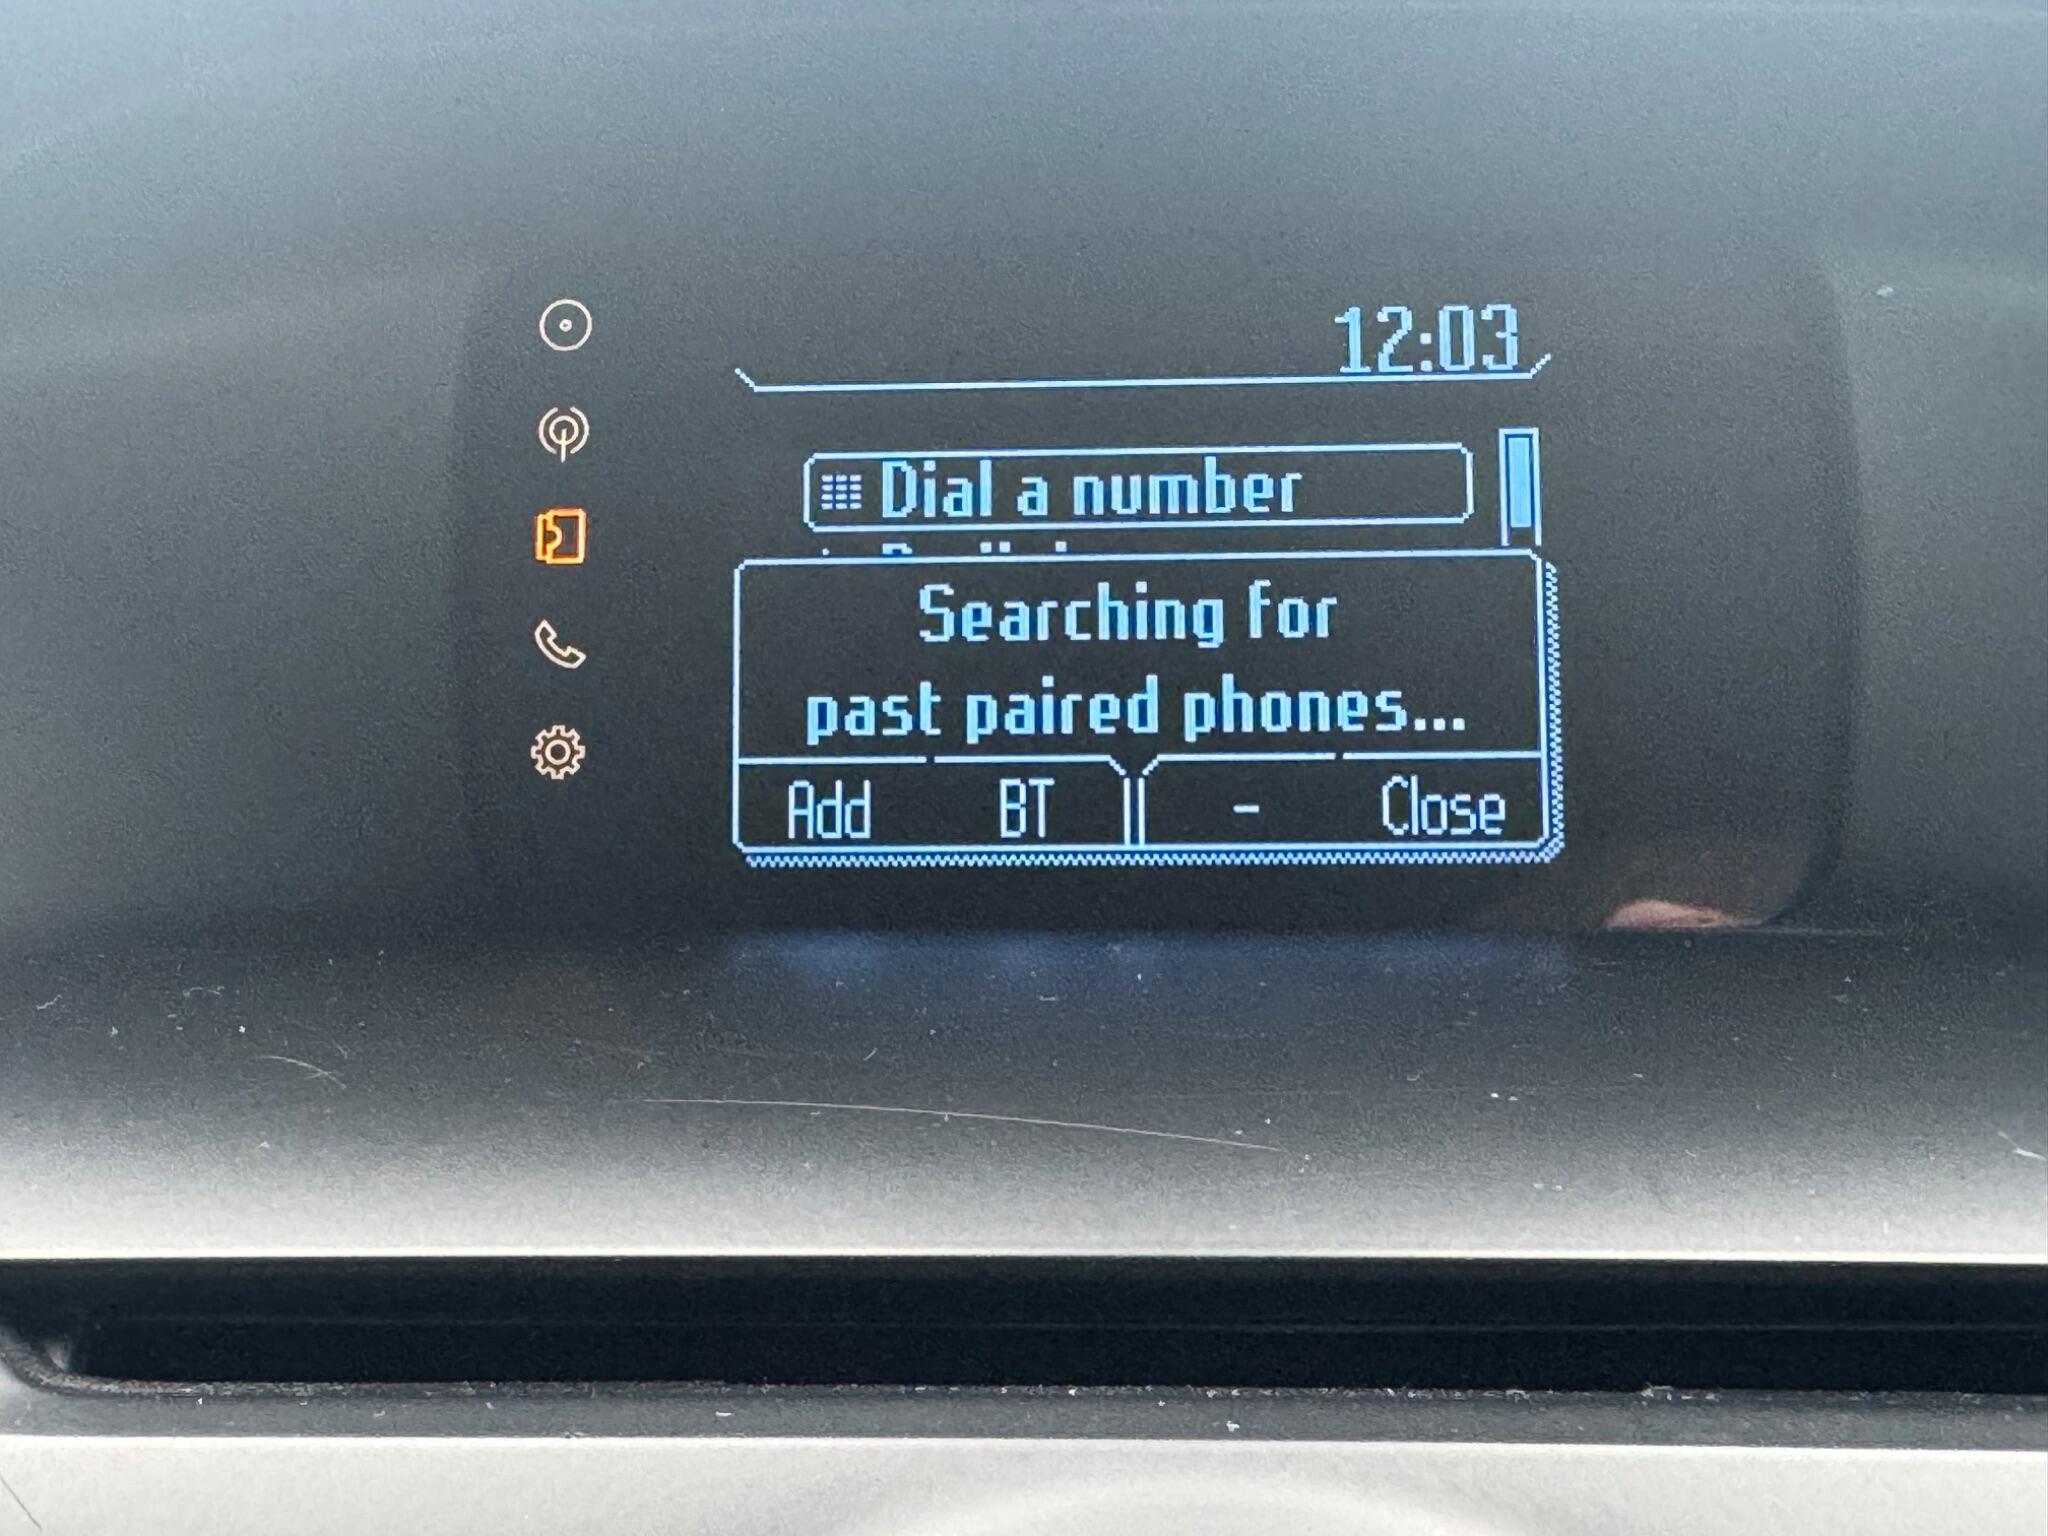 12:03
Dial a number
Searching for
past paired phones...
Add BT - Close